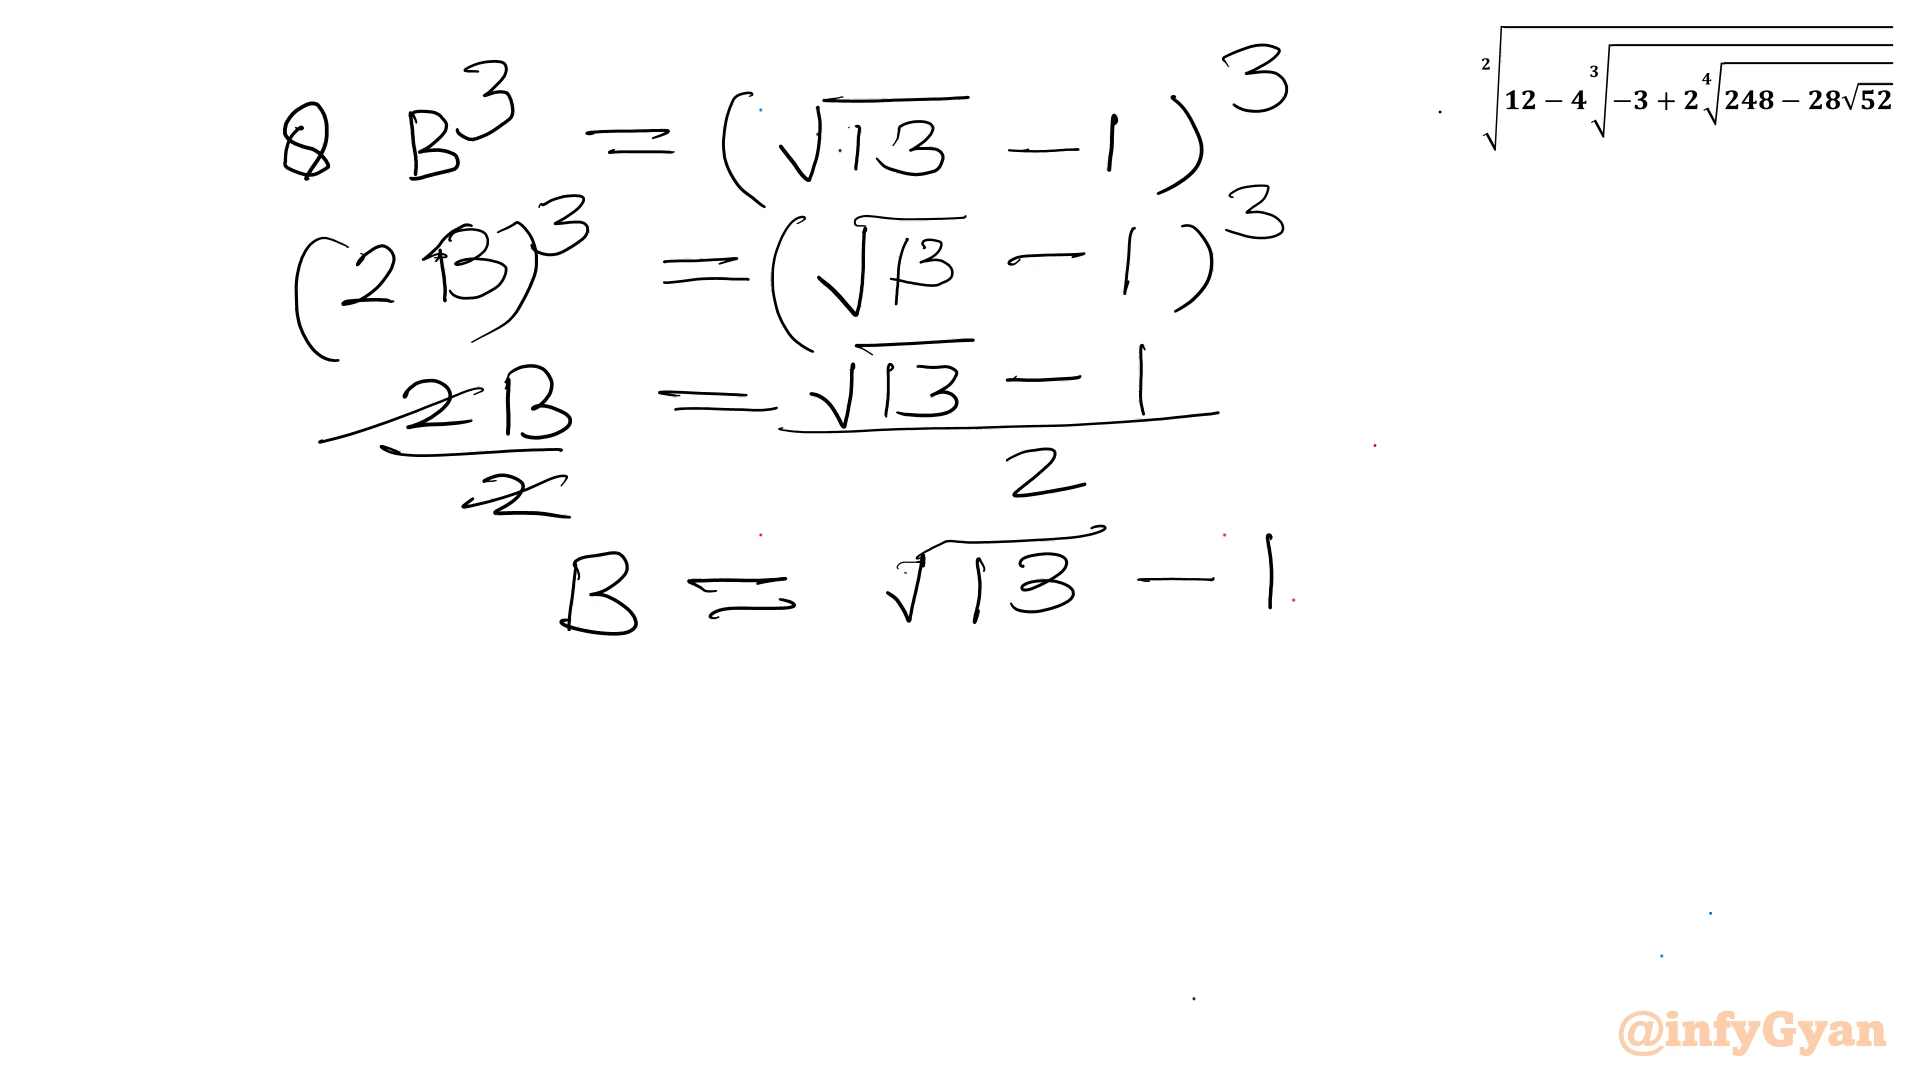 8 B³ = (√13 − 1)³
√(2&12 − 4 ∛(−3 + 2 ∜(248 − 28√52)))
(2B)³ = (√13 − 1)³
2B/2 = (√13 − 1)/2
B = √13 − 1
@infyGyan